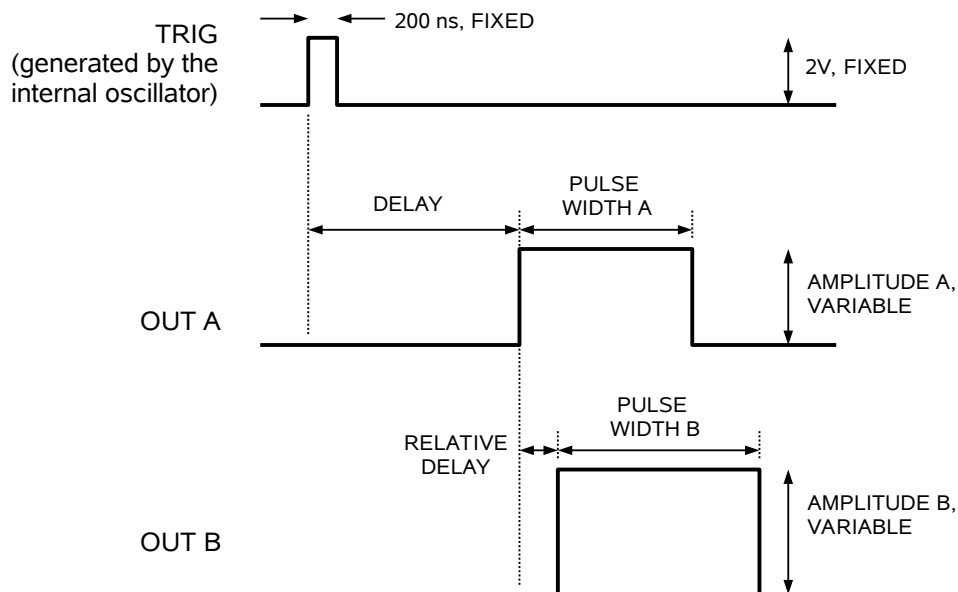 200 ns, FIXED
TRIG
(generated by the
internal oscillator)
2V, FIXED
DELAY
PULSE
WIDTH A
AMPLITUDE A,
VARIABLE
OUT A
PULSE
WIDTH B
RELATIVE
DELAY
AMPLITUDE B,
VARIABLE
OUT B